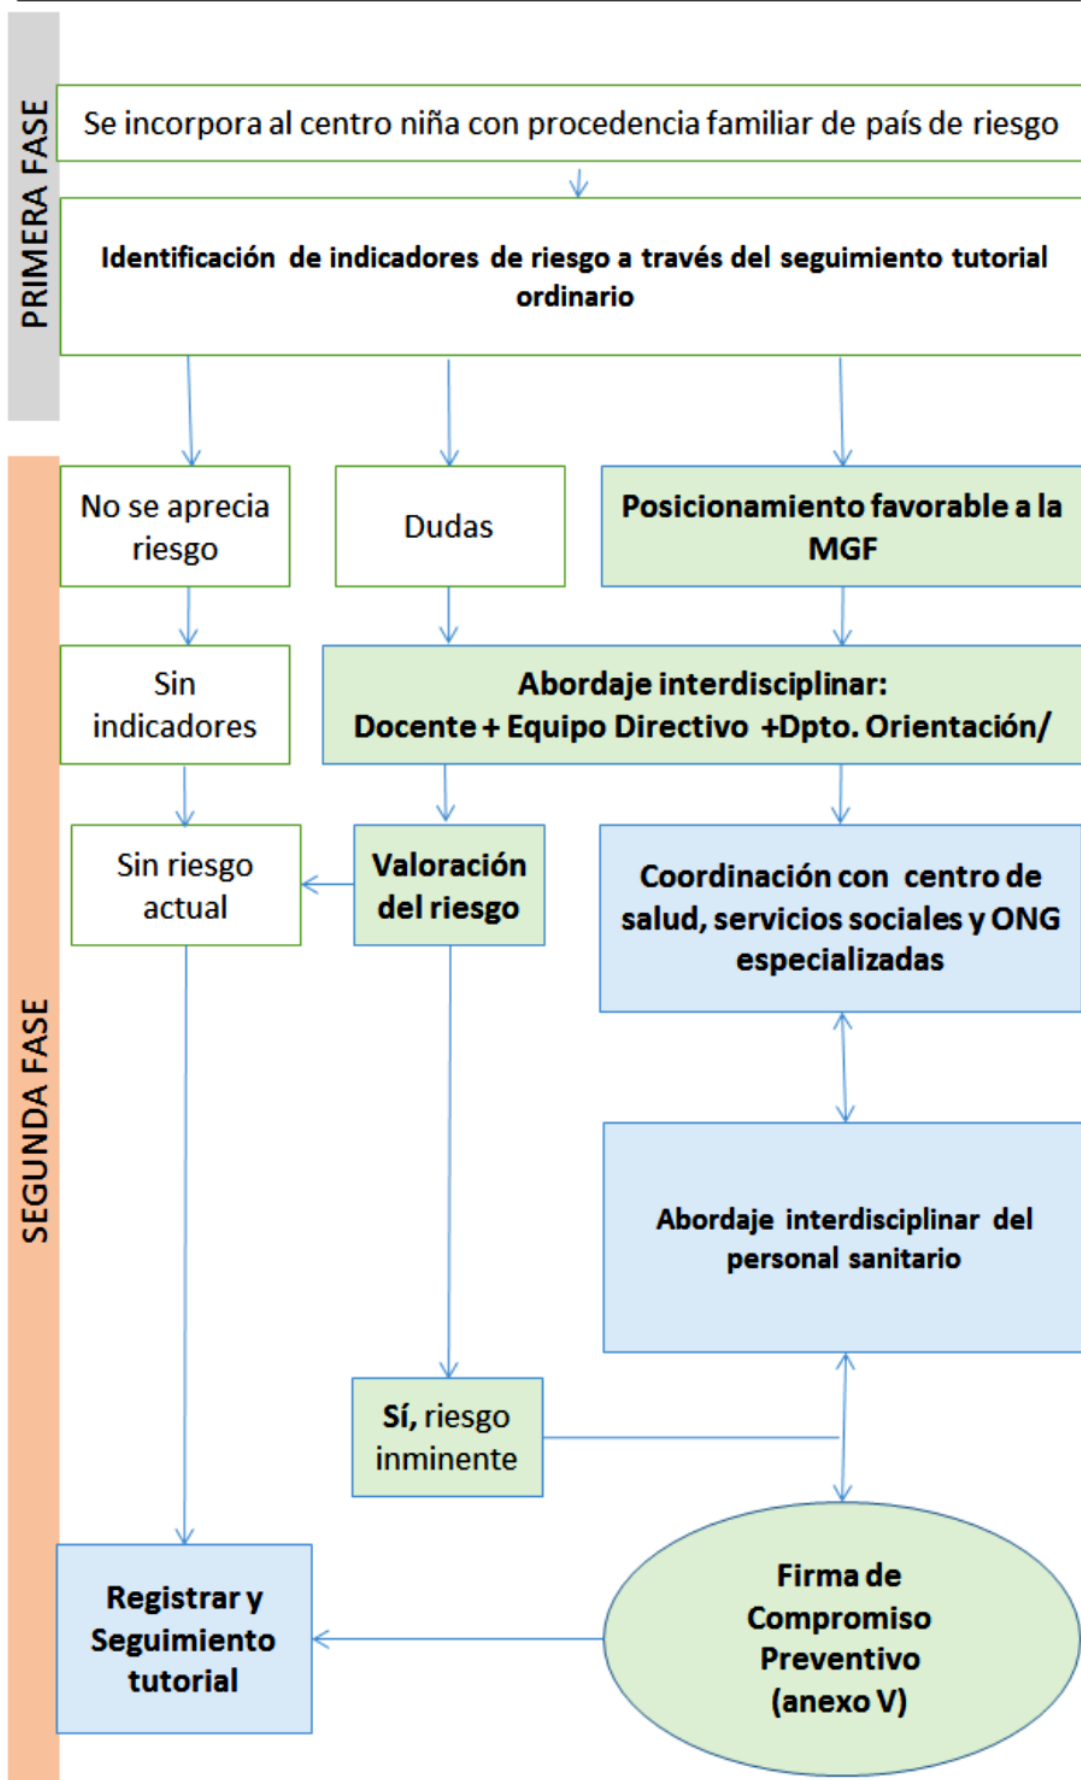 PRIMERA FASE
Se incorpora al centro niña con procedencia familiar de país de riesgo
Identificación de indicadores de riesgo a través del seguimiento tutorial
ordinario
SEGUNDA FASE
No se aprecia
riesgo
Dudas
Posicionamiento favorable a la
MGF
Sin
indicadores
Abordaje interdisciplinar:
Docente + Equipo Directivo +Dpto. Orientación/
Sin riesgo
actual
Valoración
del riesgo
Coordinación con centro de
salud, servicios sociales y ONG
especializadas
Abordaje interdisciplinar del
personal sanitario
Sí, riesgo
inminente
Registrar y
Seguimiento
tutorial
Firma de
Compromiso
Preventivo
(anexo V)